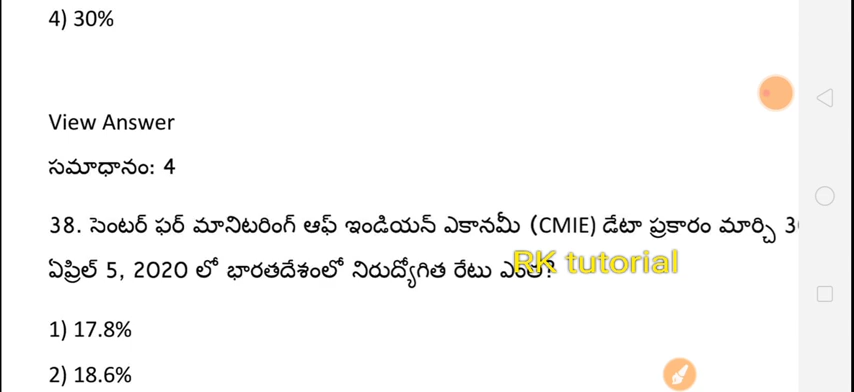 4) 30%
View Answer
సమాధానం: 4
38. సెంటర్ ఫర్ మానిటరింగ్ ఆఫ్ ఇండియన్ ఎకానమీ (CMIE) డేటా ప్రకారం మార్చి
ఏప్రిల్ 5, 2020 లో భారతదేశంలో నిరుద్యోగిత రేటు ఎంత?
RK tutorial
1) 17.8%
2) 18.6%